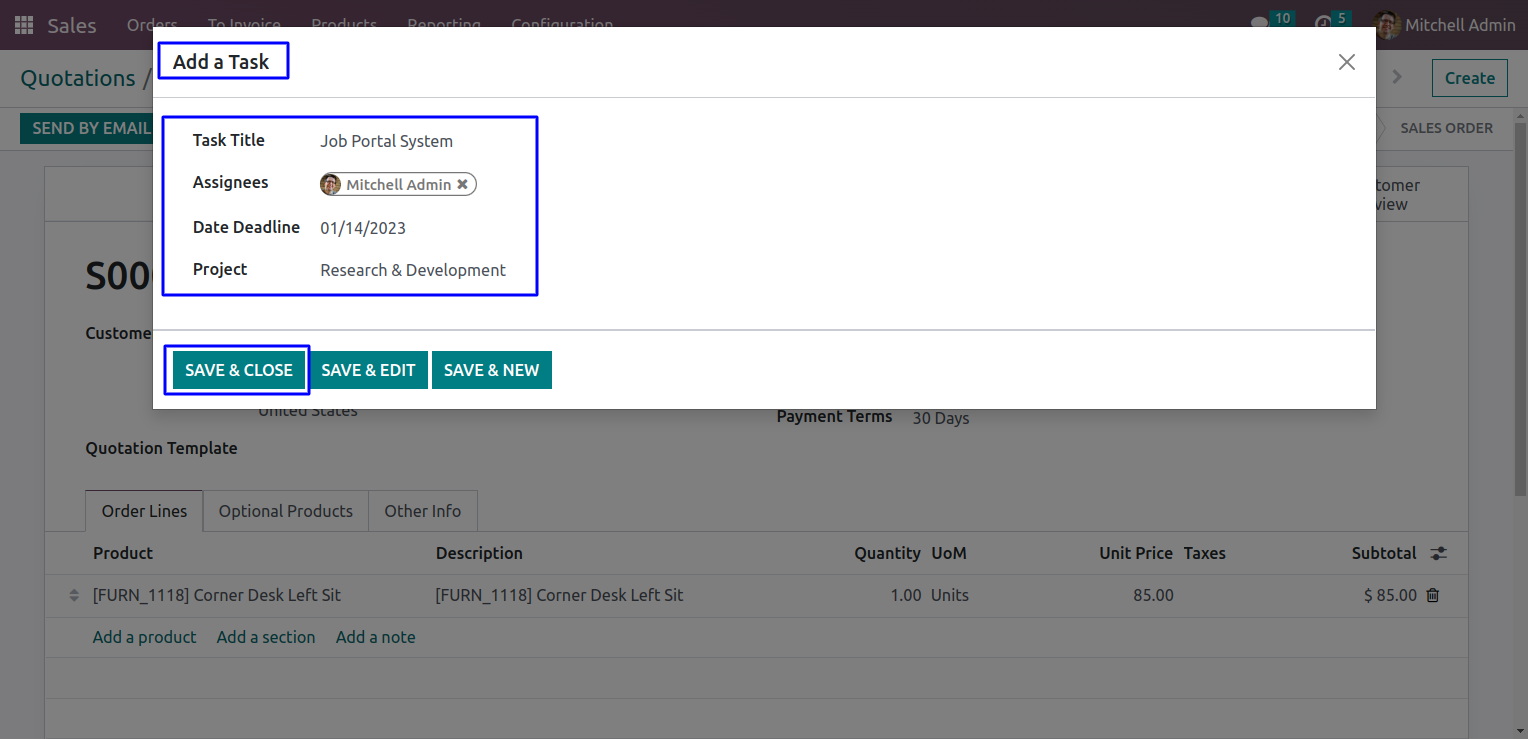 Sales Orders To Invoice Products Reporting Configuration 10 5 Mitchell Admin
Add a Task
Quotations / Create
SEND BY EMAIL SALES ORDER
Task Title Job Portal System
Assignees Mitchell Admin
Date Deadline 01/14/2023
Project Research & Development
S00
Custome
SAVE & CLOSE SAVE & EDIT SAVE & NEW
United States
Payment Terms 30 Days
Quotation Template
Order Lines Optional Products Other Info
Product Description Quantity UoM Unit Price Taxes Subtotal
[FURN_1118] Corner Desk Left Sit [FURN_1118] Corner Desk Left Sit 1.00 Units 85.00 $ 85.00
Add a product Add a section Add a note